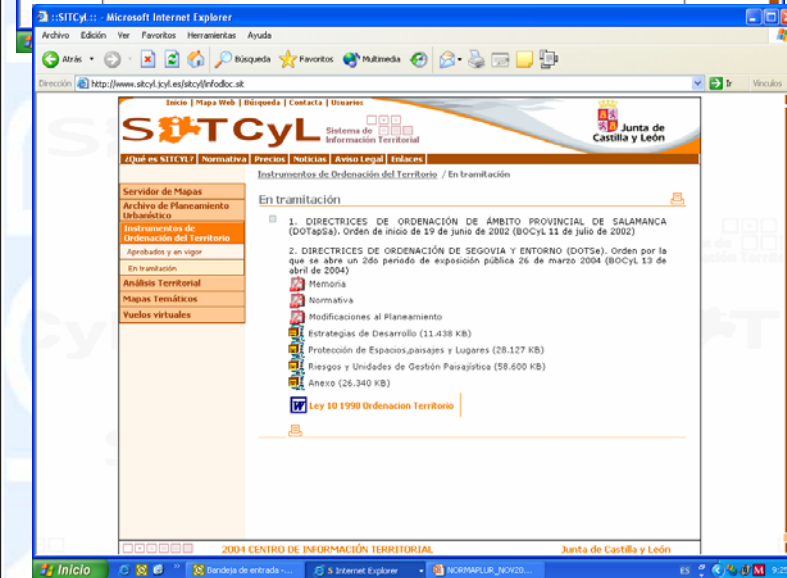 ::SITCyL:: - Microsoft Internet Explorer
Archivo Edición Ver Favoritos Herramientas Ayuda
Atrás Búsqueda Favoritos Multimedia
Dirección http://www.sitcyl.jcyl.es/sitcyl/infodoc.sit Ir Vínculos
Inicio | Mapa Web | Búsqueda | Contacta | Usuarios
SITCyL Sistema de Información Territorial
Junta de Castilla y León
¿Qué es SITCYL? Normativa Precios Noticias Aviso Legal Enlaces
Instrumentos de Ordenación del Territorio / En tramitación
Servidor de Mapas
Archivo de Planeamiento
Urbanístico
Instrumentos de
Ordenación del Territorio
Aprobados y en vigor
En tramitación
Análisis Territorial
Mapas Temáticos
Vuelos virtuales
En tramitación
1. DIRECTRICES DE ORDENACIÓN DE ÁMBITO PROVINCIAL DE SALAMANCA
(DOTapSa). Orden de inicio de 19 de junio de 2002 (BOCyL 11 de julio de 2002)
2. DIRECTRICES DE ORDENACIÓN DE SEGOVIA Y ENTORNO (DOTSe). Orden por la
que se abre un 2do periodo de exposición pública 26 de marzo 2004 (BOCyL 13 de
abril de 2004)
Memoria
Normativa
Modificaciones al Planeamiento
Estrategias de Desarrollo (11.438 KB)
Protección de Espacios,paisajes y Lugares (28.127 KB)
Riesgos y Unidades de Gestión Paisajística (58.600 KB)
Anexo (26.340 KB)
Ley 10 1998 Ordenacion Territorio
2004 CENTRO DE INFORMACIÓN TERRITORIAL Junta de Castilla y León
Inicio Bandeja de entrada -... 5 Internet Explorer NORMAPLUR_NOV20... ES